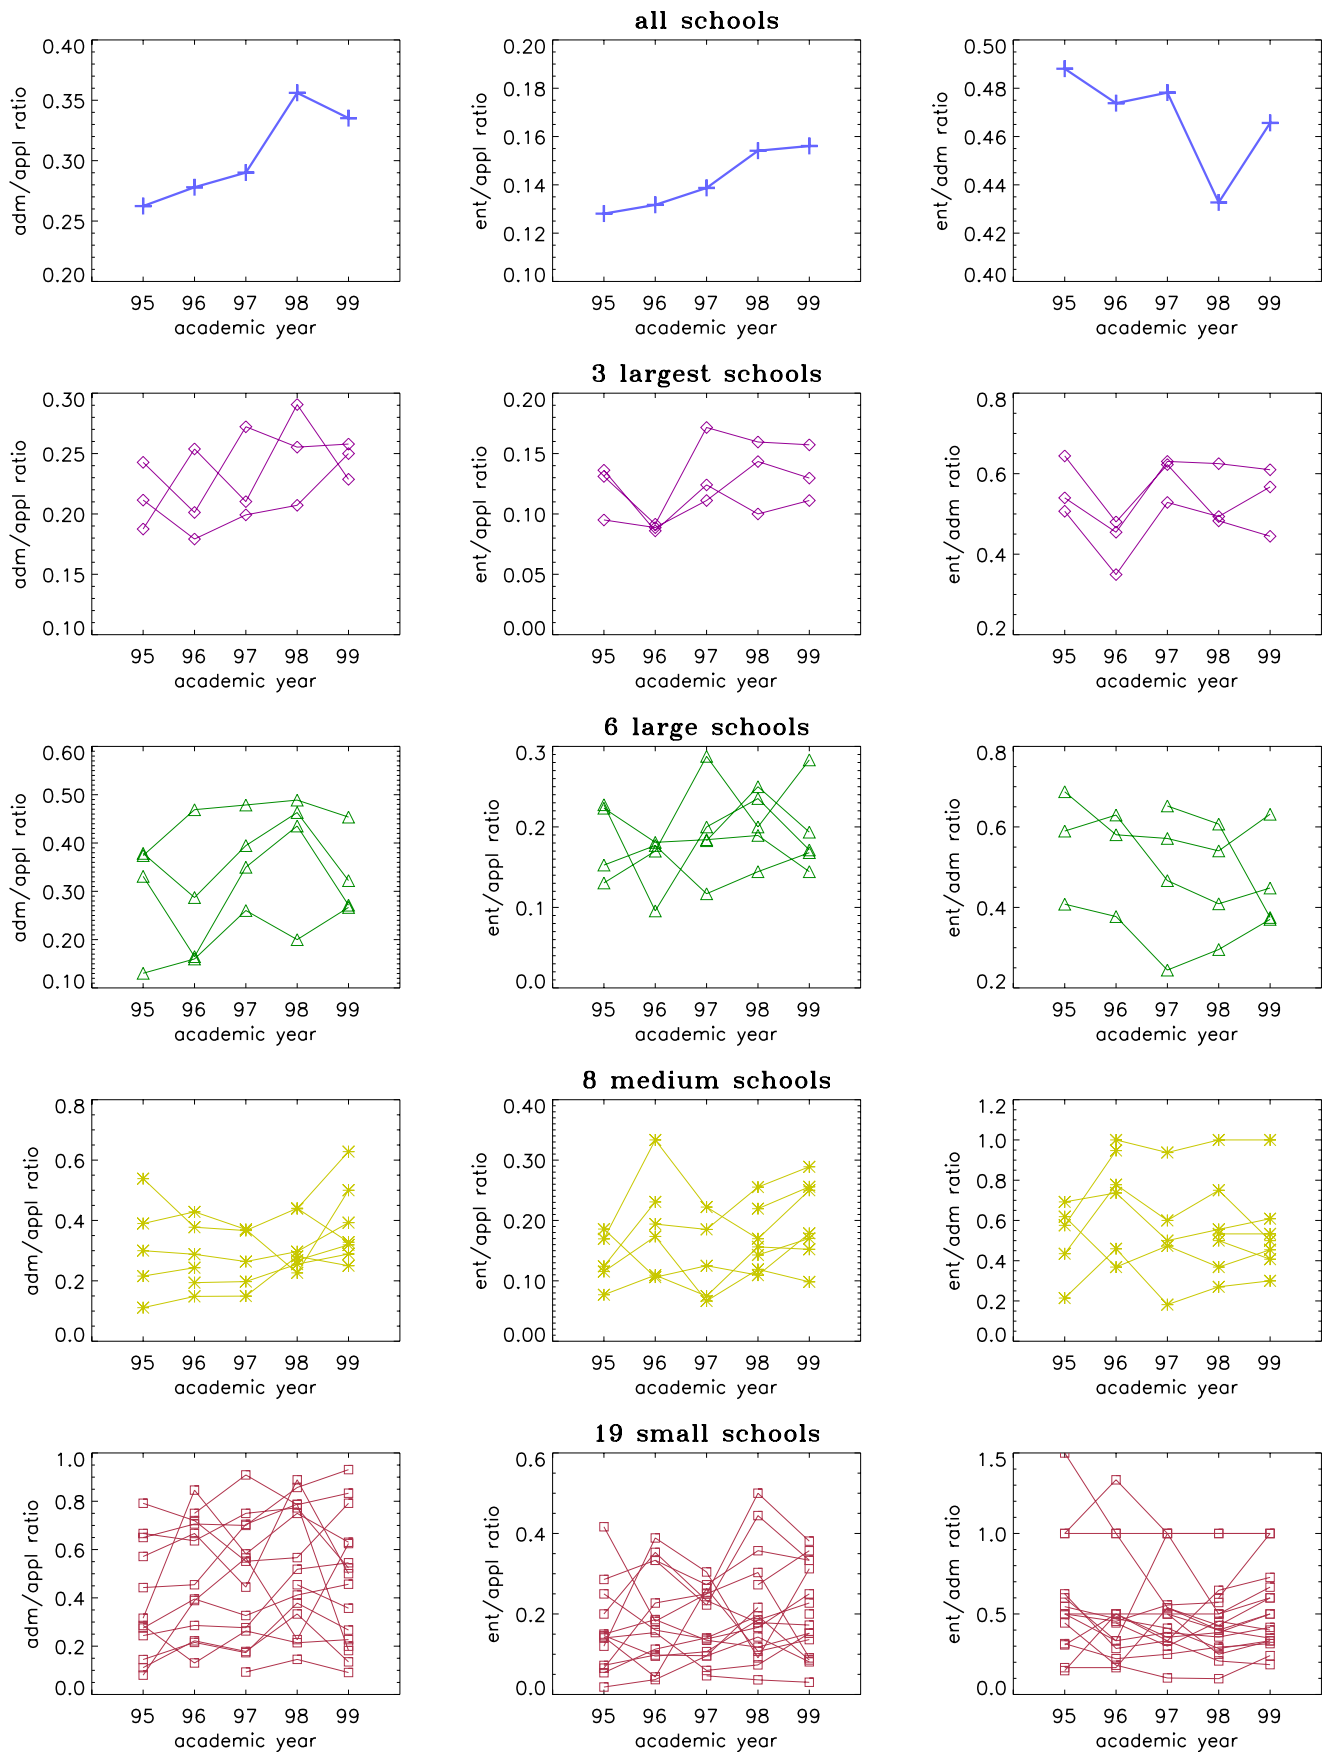 all schools
0.40 0.20 0.50
0.35 0.18 0.48
0.30 0.16 0.46
0.25 0.14 0.44
0.20 0.12 0.42
0.10 0.40
adm/appl ratio ent/appl ratio ent/adm ratio
95 96 97 98 99 95 96 97 98 99 95 96 97 98 99
academic year academic year academic year
3 largest schools
0.30 0.20 0.8
0.25 0.15 0.6
0.20 0.10 0.4
0.15 0.05 0.2
0.10 0.00
adm/appl ratio ent/appl ratio ent/adm ratio
95 96 97 98 99 95 96 97 98 99 95 96 97 98 99
academic year academic year academic year
6 large schools
0.60 0.3 0.8
0.50 0.2 0.6
0.40 0.1 0.4
0.30 0.0 0.2
0.20
0.10
adm/appl ratio ent/appl ratio ent/adm ratio
95 96 97 98 99 95 96 97 98 99 95 96 97 98 99
academic year academic year academic year
8 medium schools
0.8 0.40 1.2
0.6 0.30 1.0
0.4 0.20 0.8
0.2 0.10 0.6
0.0 0.00 0.4
0.2
0.0
adm/appl ratio ent/appl ratio ent/adm ratio
95 96 97 98 99 95 96 97 98 99 95 96 97 98 99
academic year academic year academic year
19 small schools
1.0 0.6 1.5
0.8 0.4 1.0
0.6 0.2 0.5
0.4 0.0 0.0
0.2
0.0
adm/appl ratio ent/appl ratio ent/adm ratio
95 96 97 98 99 95 96 97 98 99 95 96 97 98 99
academic year academic year academic year